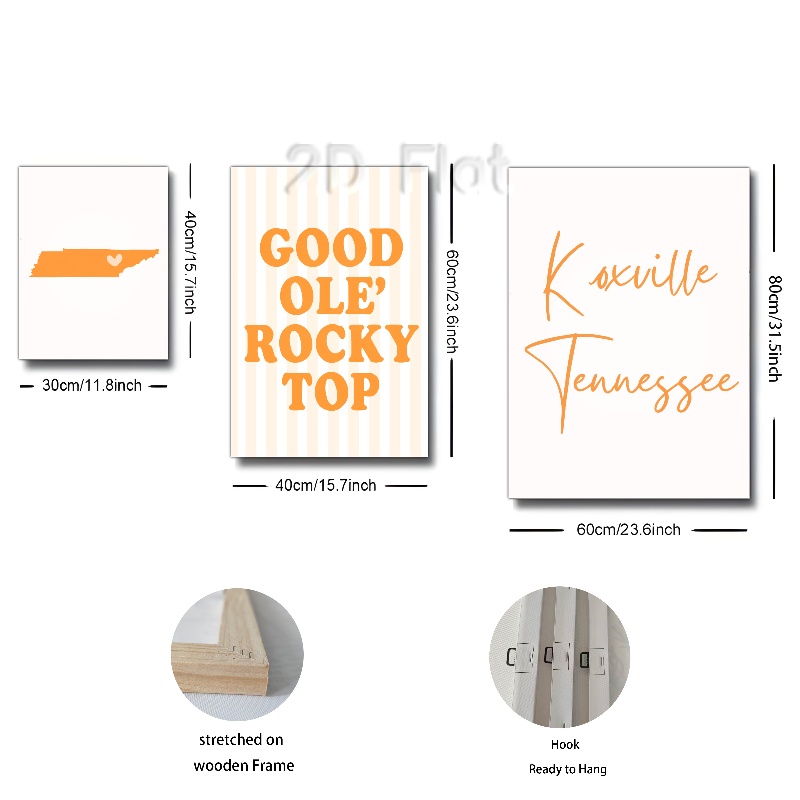 2D Flat
40cm/15.7inch
30cm/11.8inch
GOOD
OLE’
ROCKY
TOP
60cm/23.6inch
40cm/15.7inch
Koxville
Tennessee
80cm/31.5inch
60cm/23.6inch
stretched on
wooden Frame
Hook
Ready to Hang